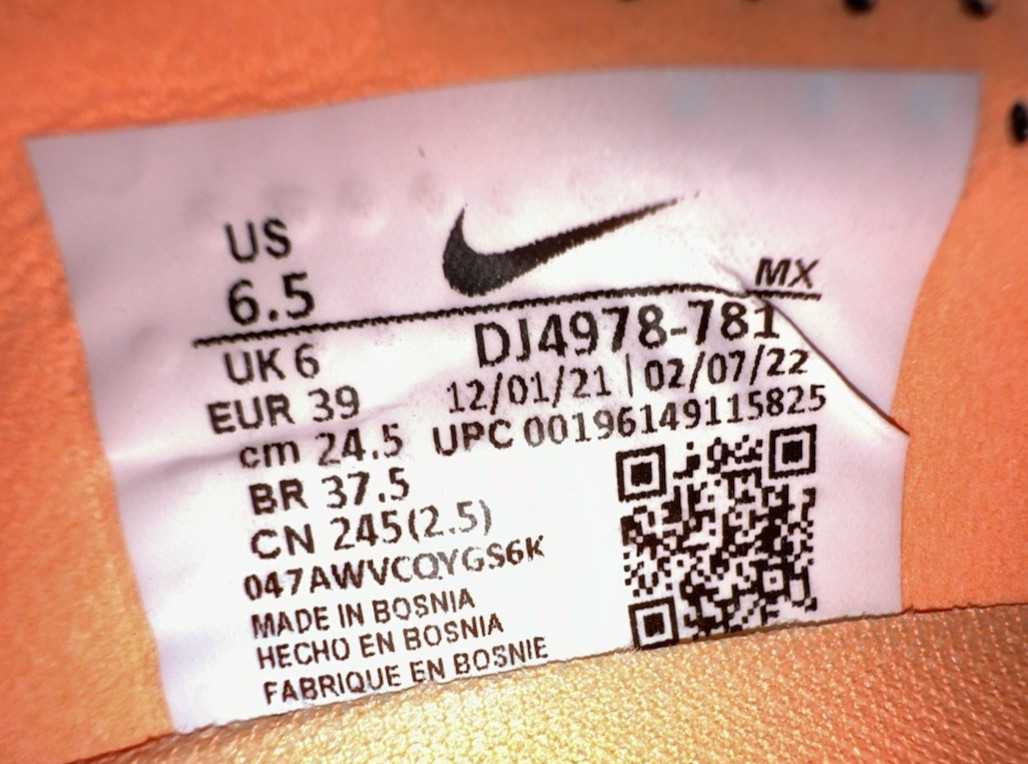 US
6.5
MX
UK 6
DJ4978-781
EUR 39
12/01/21 | 02/07/22
cm 24.5
UPC 00196149115825
BR 37.5
CN 245(2.5)
047AWVCQYGS6K
MADE IN BOSNIA
HECHO EN BOSNIA
FABRIQUE EN BOSNIE